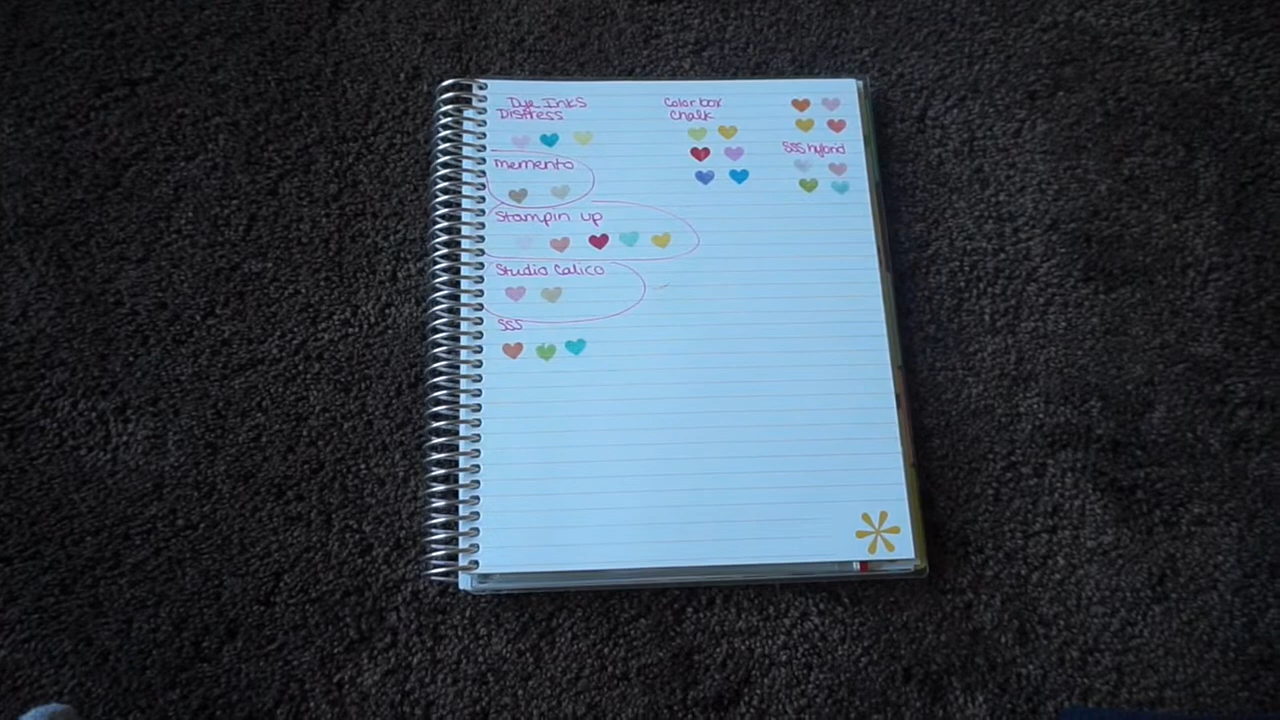 Dye Inks
Distress
memento
Stampin up
Studio Calico
SSS
Color box
Chalk
SSS hybrid